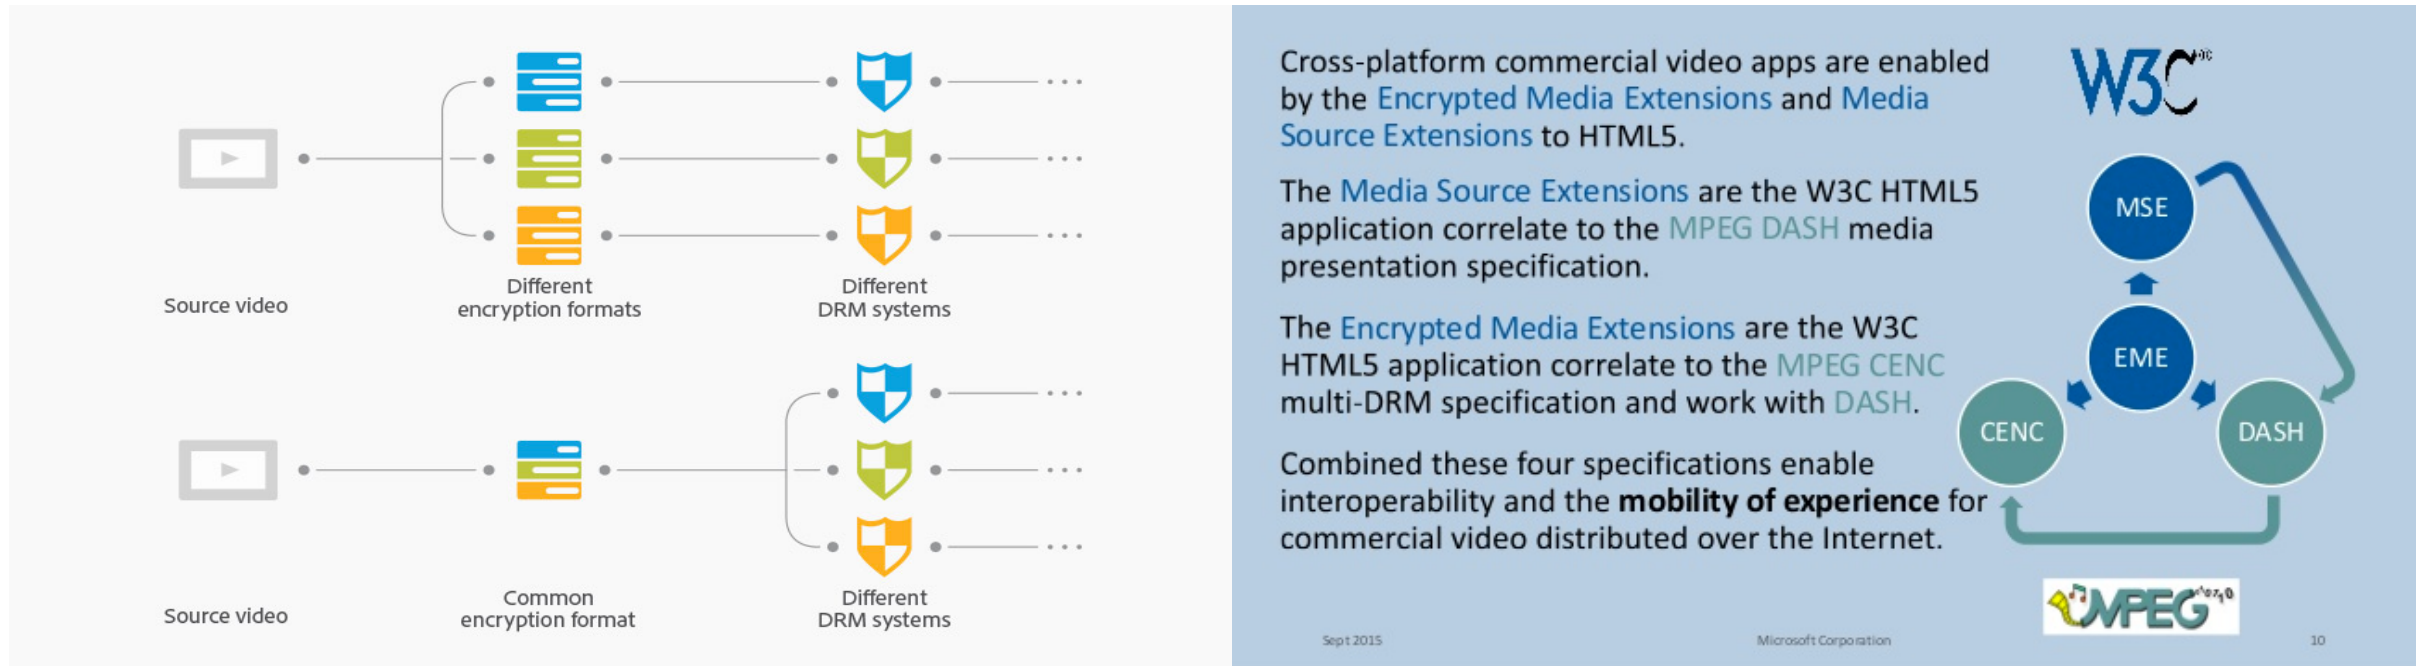 Different
encryption formats
Different
DRM systems
Source video
Common
encryption format
Different
DRM systems
Source video
Cross-platform commercial video apps are enabled
by the Encrypted Media Extensions and Media
Source Extensions to HTML5.
The Media Source Extensions are the W3C HTML5
application correlate to the MPEG DASH media
presentation specification.
The Encrypted Media Extensions are the W3C
HTML5 application correlate to the MPEG CENC
multi-DRM specification and work with DASH.
Combined these four specifications enable
interoperability and the mobility of experience for
commercial video distributed over the Internet.
W3C
MSE
EME
CENC
DASH
MPEG
Sept 2015
Microsoft Corporation
10